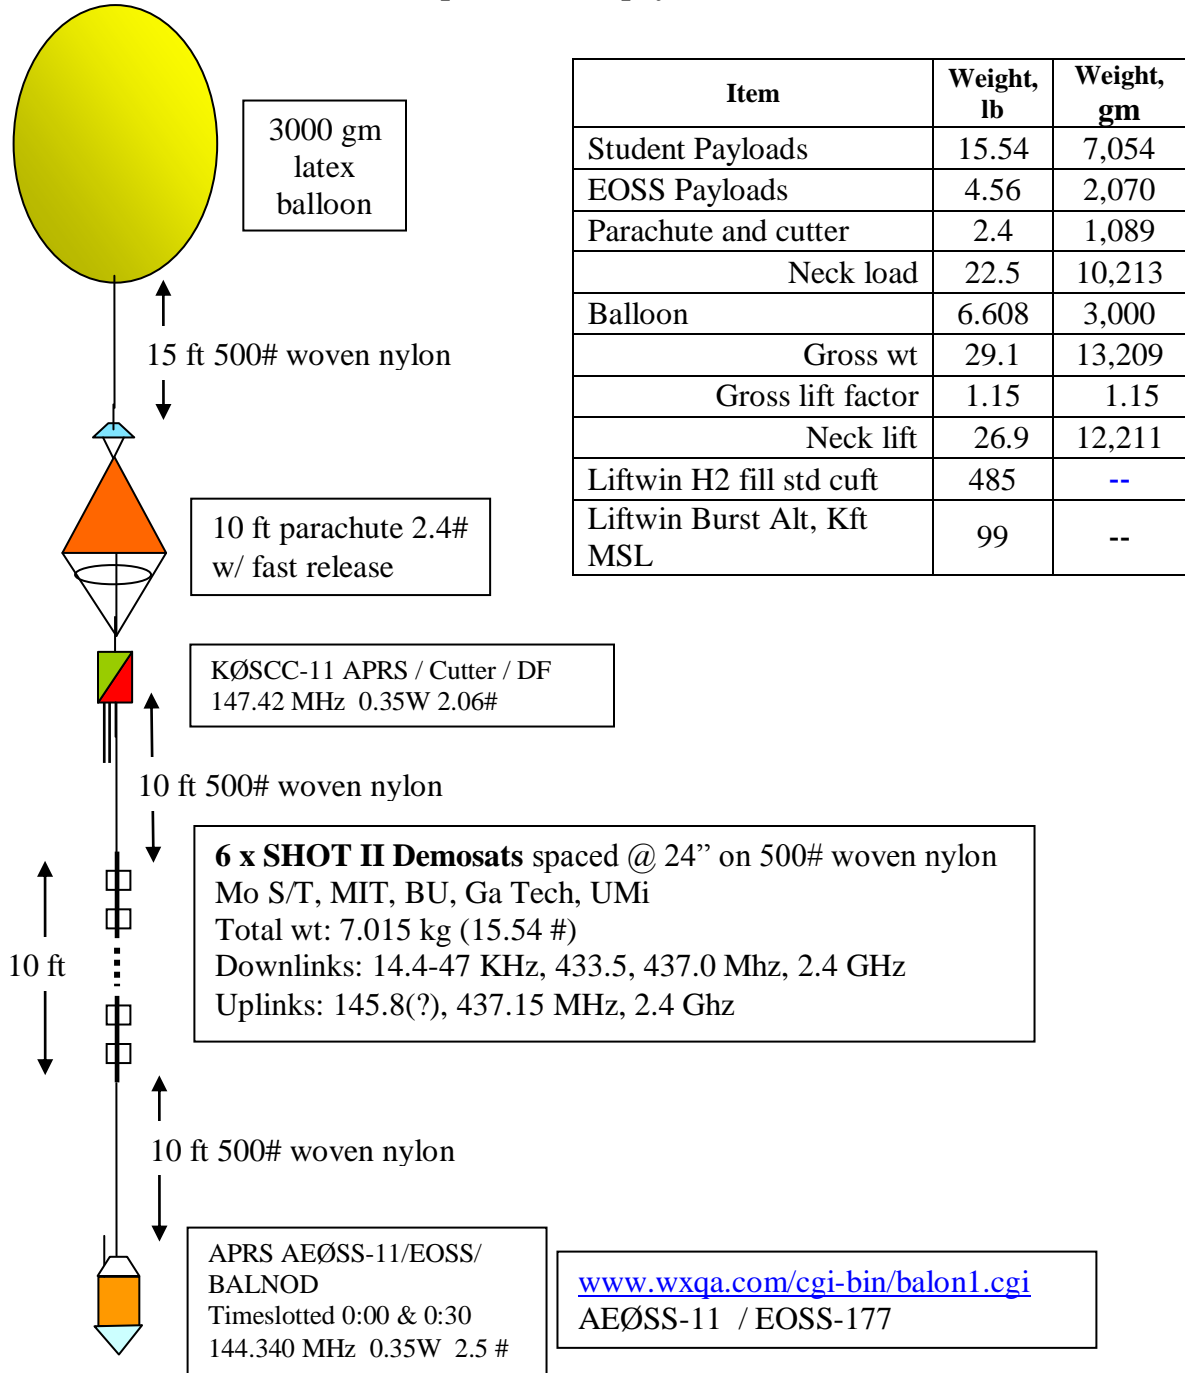 3000 gm
latex
balloon
Item Weight, lb Weight, gm
Student Payloads 15.54 7,054
EOSS Payloads 4.56 2,070
Parachute and cutter 2.4 1,089
Neck load 22.5 10,213
Balloon 6.608 3,000
Gross wt 29.1 13,209
Gross lift factor 1.15 1.15
Neck lift 26.9 12,211
Liftwin H2 fill std cuft 485 --
Liftwin Burst Alt, Kft MSL 99 --
15 ft 500# woven nylon
10 ft parachute 2.4#
w/ fast release
KØSCC-11 APRS / Cutter / DF
147.42 MHz 0.35W 2.06#
10 ft 500# woven nylon
6 x SHOT II Demosats spaced @ 24” on 500# woven nylon
Mo S/T, MIT, BU, Ga Tech, UMi
Total wt: 7.015 kg (15.54 #)
Downlinks: 14.4-47 KHz, 433.5, 437.0 Mhz, 2.4 GHz
Uplinks: 145.8(?), 437.15 MHz, 2.4 Ghz
10 ft
10 ft 500# woven nylon
APRS AEØSS-11/EOSS/
BALNOD
Timeslotted 0:00 & 0:30
144.340 MHz 0.35W 2.5 #
www.wxqa.com/cgi-bin/balon1.cgi
AEØSS-11 / EOSS-177